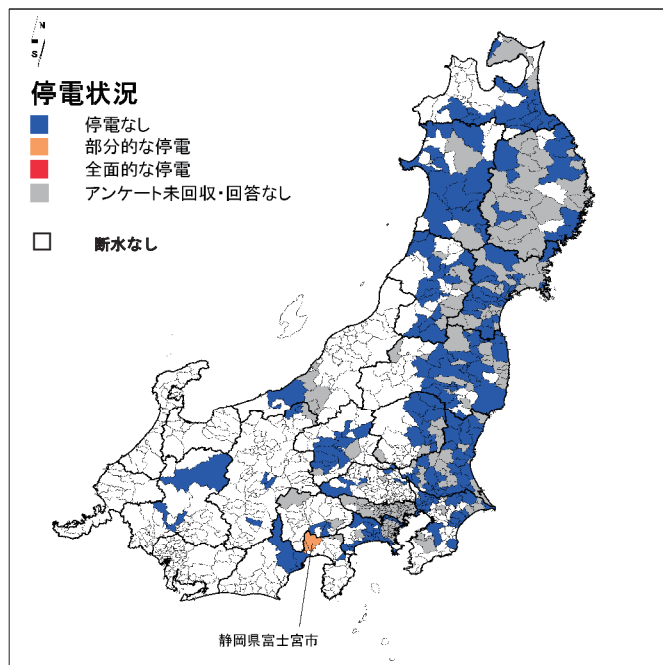 N
S
停電状況
停電なし
部分的な停電
全面的な停電
アンケート未回収・回答なし
断水なし
静岡県富士宮市